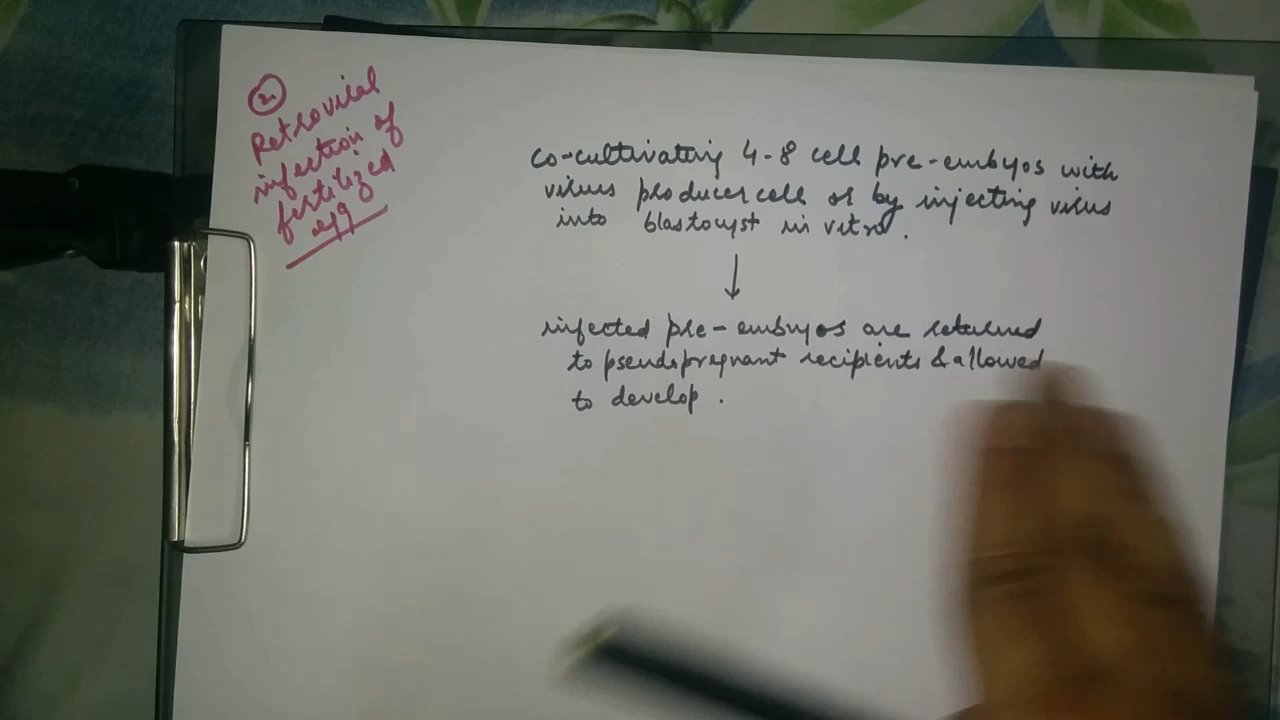 2.
Retroviral
infection of
fertilized
egg
co-cultivating 4-8 cell pre-embyos with
virus producer cell or by injecting virus
into blastocyst in vitro.
↓
infected pre-embryos are returned
to pseudopregnant recipients & allowed
to develop.